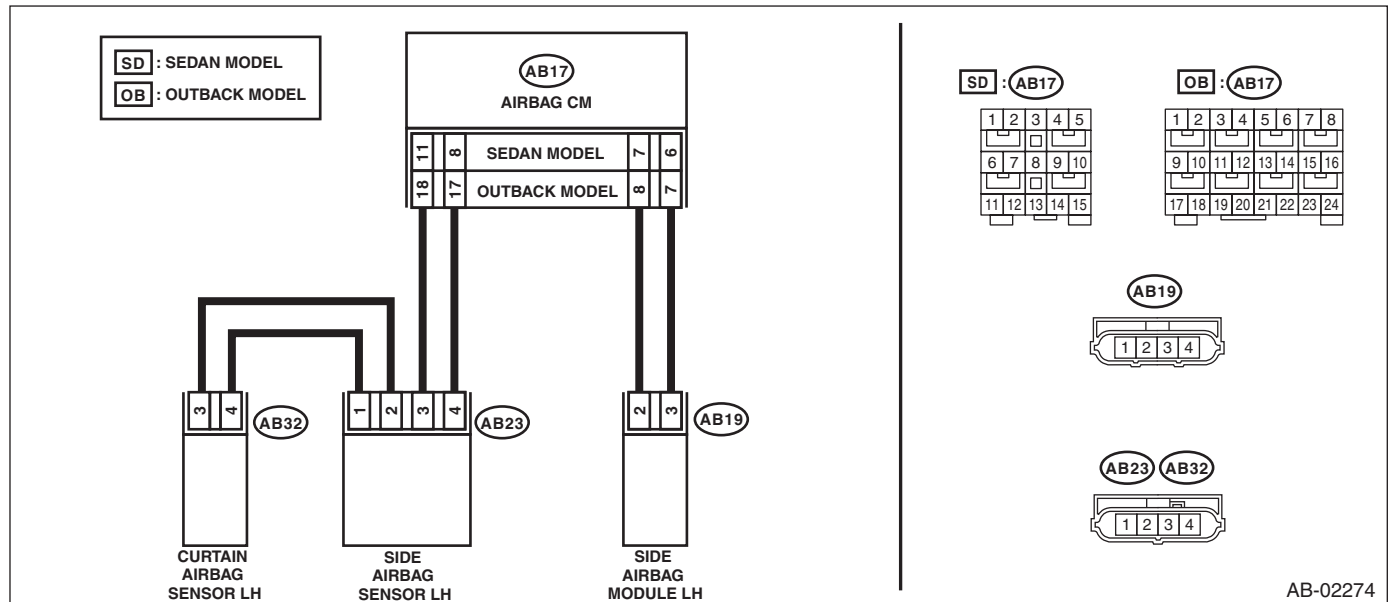 SD : SEDAN MODEL
OB : OUTBACK MODEL
AB17
AIRBAG CM
11 8 SEDAN MODEL 7 6
18 17 OUTBACK MODEL 8 7
3 4 AB32
1 2 3 4 AB23
2 3 AB19
CURTAIN
AIRBAG
SENSOR LH
SIDE
AIRBAG
SENSOR LH
SIDE
AIRBAG
MODULE LH
SD : AB17
1 2 3 4 5
6 7 8 9 10
11 12 13 14 15
OB : AB17
1 2 3 4 5 6 7 8
9 10 11 12 13 14 15 16
17 18 19 20 21 22 23 24
AB19
1 2 3 4
AB23 AB32
1 2 3 4
AB-02274